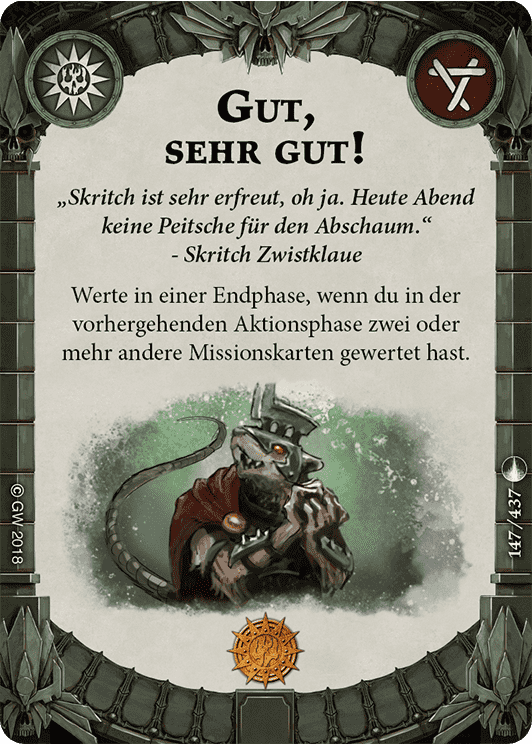 Gut,
sehr gut!
„Skritch ist sehr erfreut, oh ja. Heute Abend
keine Peitsche für den Abschaum.“
- Skritch Zwistklaue
Werte in einer Endphase, wenn du in der
vorhergehenden Aktionsphase zwei oder
mehr andere Missionskarten gewertet hast.
© GW 2018
147/437